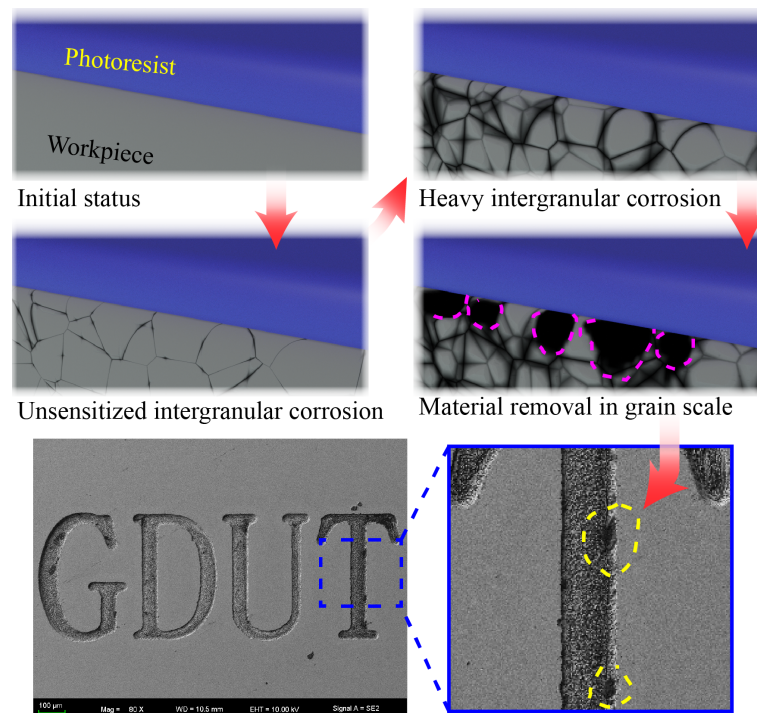 Photoresist
Workpiece
Initial status
Heavy intergranular corrosion
Unsensitized intergranular corrosion
Material removal in grain scale
GDUT
100 µm
Mag = 80 X
WD = 10.5 mm
EHT = 10.00 kV
Signal A = SE2